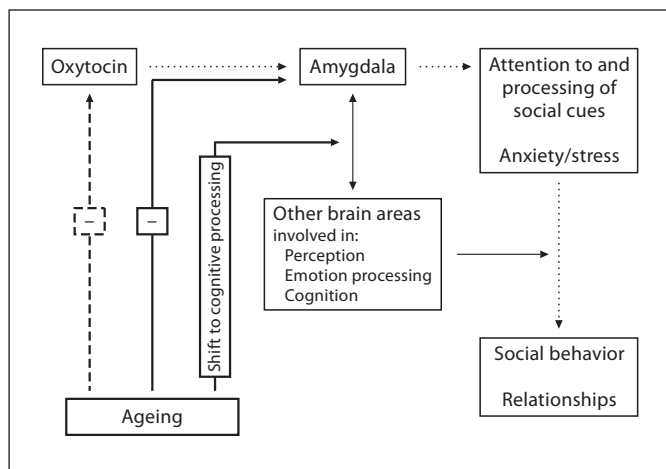 Oxytocin
Amygdala
Attention to and
processing of
social cues
Anxiety/stress
–
–
Shift to cognitive processing
Other brain areas
involved in:
Perception
Emotion processing
Cognition
Social behavior
Relationships
Ageing